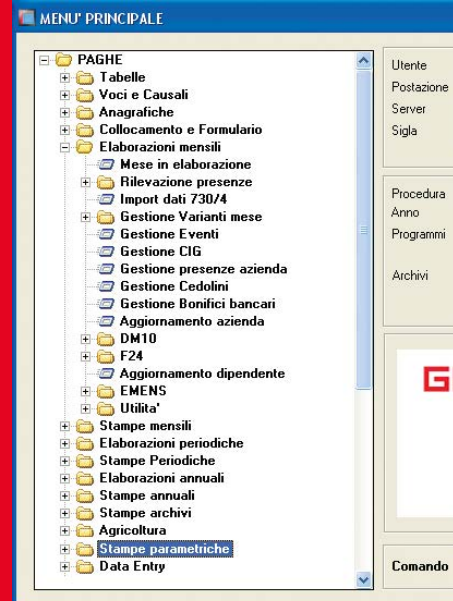 MENU' PRINCIPALE
PAGHE
Tabelle
Voci e Causali
Anagrafiche
Collocamento e Formulario
Elaborazioni mensili
Mese in elaborazione
Rilevazione presenze
Import dati 730/4
Gestione Varianti mese
Gestione Eventi
Gestione CIG
Gestione presenze azienda
Gestione Cedolini
Gestione Bonifici bancari
Aggiornamento azienda
DM10
F24
Aggiornamento dipendente
EMENS
Utilita'
Stampe mensili
Elaborazioni periodiche
Stampe Periodiche
Elaborazioni annuali
Stampe annuali
Stampe archivi
Agricoltura
Stampe parametriche
Data Entry
Utente
Postazione
Server
Sigla
Procedura
Anno
Programmi
Archivi
G
Comando